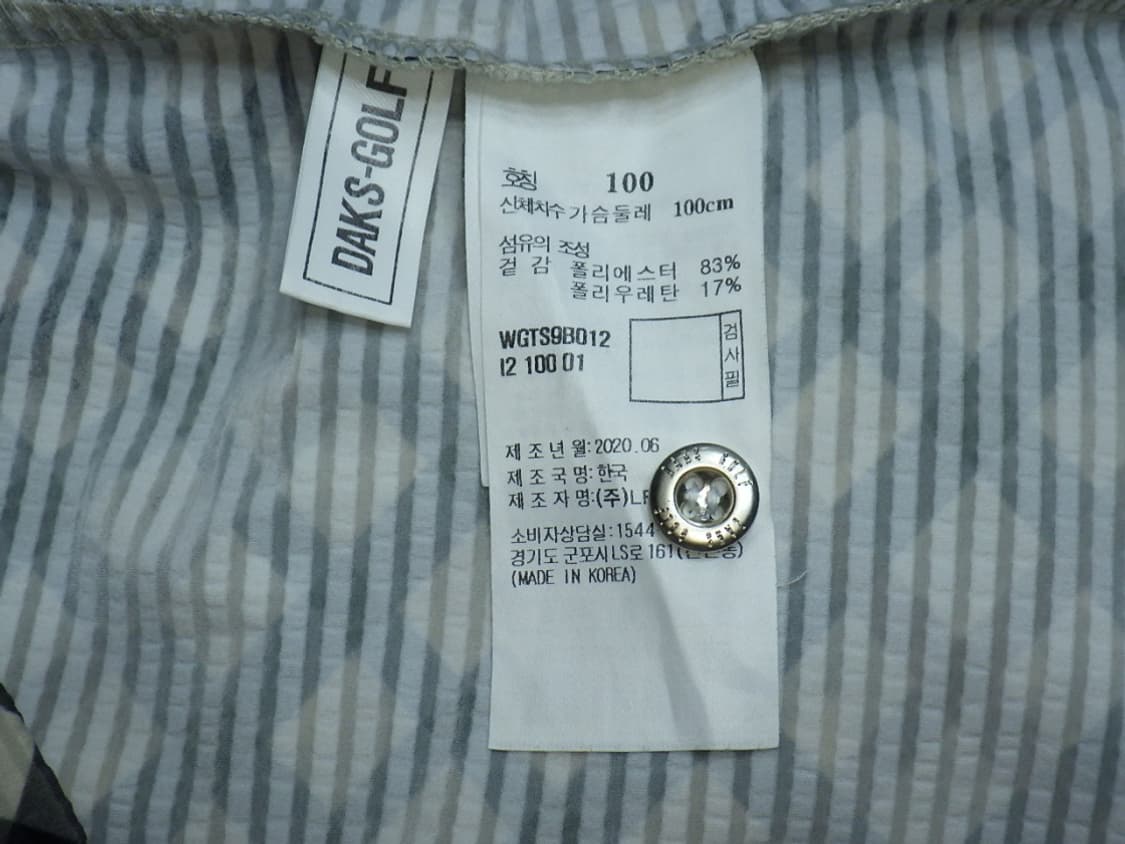 DAKS-GOLF
호칭 100
신체치수 가슴둘레 100cm
섬유의 조성
겉 감 폴리에스터 83%
폴리우레탄 17%
WGTS9B012
I2 100 01
검사필
제 조 년 월: 2020.06
제 조 국 명: 한국
제 조 자 명:(주)LF
소비자상담실: 1544
경기도 군포시 LS로 161
(MADE IN KOREA)